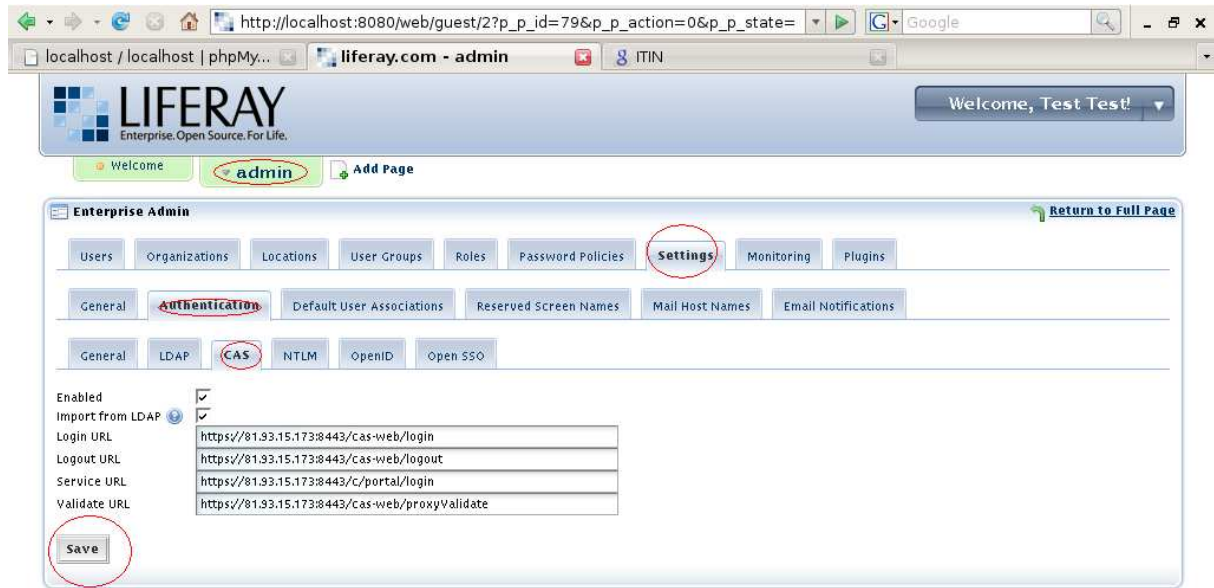 http://localhost:8080/web/guest/2?p_p_id=79&p_p_action=0&p_p_state=
G Google
localhost / localhost | phpMy...
liferay.com - admin
ITIN
LIFERAY
Enterprise. Open Source. For Life.
Welcome, Test Test!
Welcome
admin
Add Page
Enterprise Admin
Return to Full Page
Users Organizations Locations User Groups Roles Password Policies Settings Monitoring Plugins
General Authentication Default User Associations Reserved Screen Names Mail Host Names Email Notifications
General LDAP CAS NTLM OpenID Open SSO
Enabled
Import from LDAP
Login URL https://81.93.15.173:8443/cas-web/login
Logout URL https://81.93.15.173:8443/cas-web/logout
Service URL https://81.93.15.173:8443/c/portal/login
Validate URL https://81.93.15.173:8443/cas-web/proxyValidate
Save